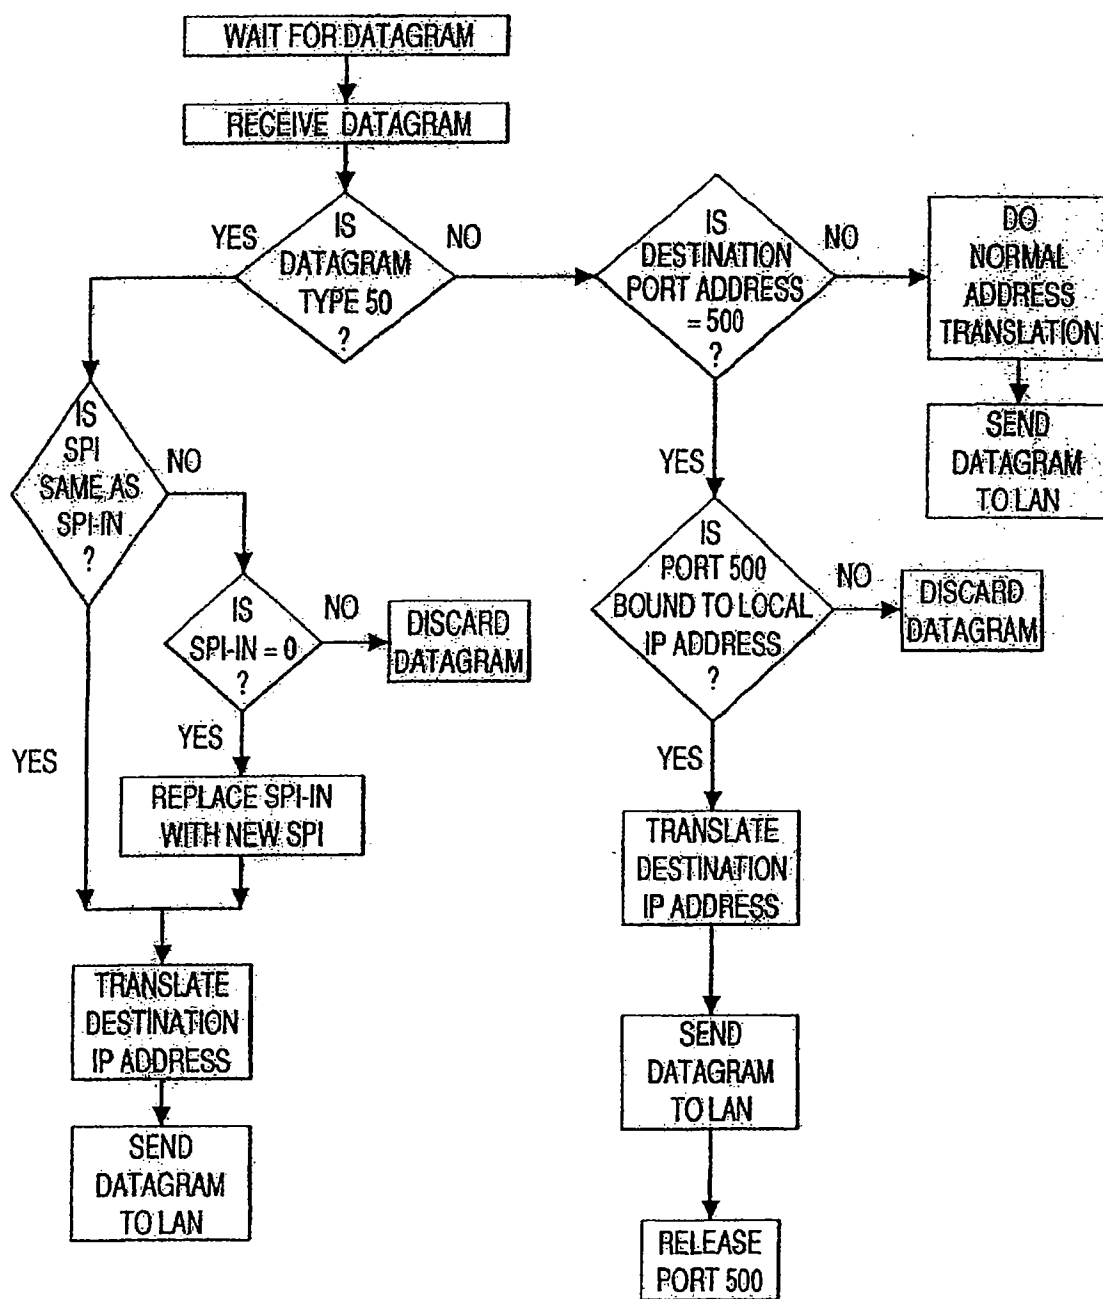 WAIT FOR DATAGRAM
RECEIVE DATAGRAM
IS
DATAGRAM
TYPE 50
?
YES
NO
IS
DESTINATION
PORT ADDRESS
= 500
?
NO
DO
NORMAL
ADDRESS
TRANSLATION
SEND
DATAGRAM
TO LAN
IS
SPI
SAME AS
SPI-IN
?
NO
YES
IS
SPI-IN = 0
?
NO
DISCARD
DATAGRAM
YES
REPLACE SPI-IN
WITH NEW SPI
YES
TRANSLATE
DESTINATION
IP ADDRESS
SEND
DATAGRAM
TO LAN
IS
PORT 500
BOUND TO LOCAL
IP ADDRESS
?
NO
DISCARD
DATAGRAM
YES
TRANSLATE
DESTINATION
IP ADDRESS
SEND
DATAGRAM
TO LAN
RELEASE
PORT 500